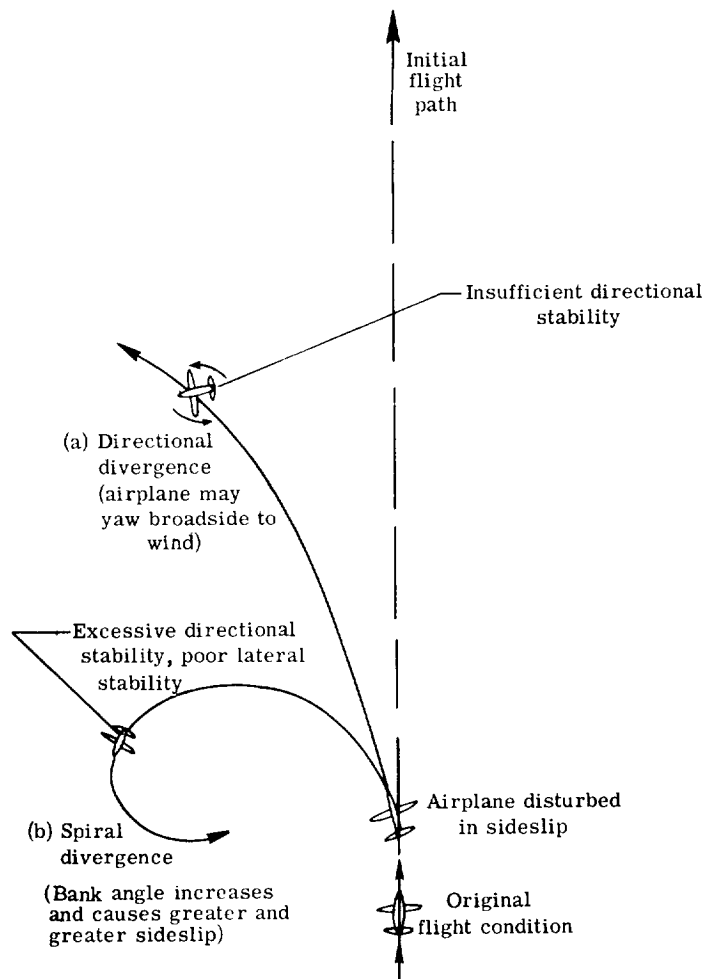 Initial
flight
path
Insufficient directional
stability
(a) Directional
divergence
(airplane may
yaw broadside to
wind)
Excessive directional
stability, poor lateral
stability
Airplane disturbed
in sideslip
(b) Spiral
divergence
(Bank angle increases
and causes greater and
greater sideslip)
Original
flight condition